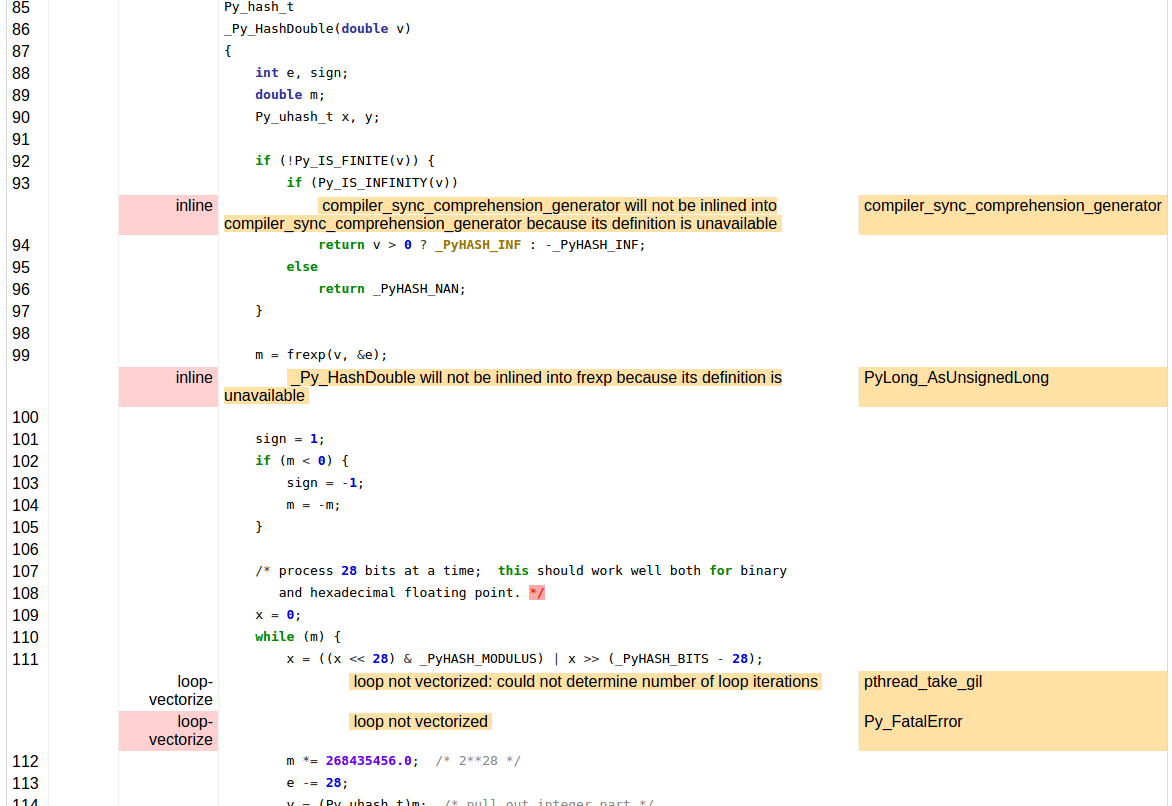 85 Py_hash_t
86 _Py_HashDouble(double v)
87 {
88 int e, sign;
89 double m;
90 Py_uhash_t x, y;
91
92 if (!Py_IS_FINITE(v)) {
93 if (Py_IS_INFINITY(v))
inline compiler_sync_comprehension_generator will not be inlined into compiler_sync_comprehension_generator
compiler_sync_comprehension_generator because its definition is unavailable
94 return v > 0 ? _PyHASH_INF : -_PyHASH_INF;
95 else
96 return _PyHASH_NAN;
97 }
98
99 m = frexp(v, &e);
inline _Py_HashDouble will not be inlined into frexp because its definition is PyLong_AsUnsignedLong
unavailable
100
101 sign = 1;
102 if (m < 0) {
103 sign = -1;
104 m = -m;
105 }
106
107 /* process 28 bits at a time;  this should work well both for binary
108 and hexadecimal floating point. */
109 x = 0;
110 while (m) {
111 x = ((x << 28) & _PyHASH_MODULUS) | x >> (_PyHASH_BITS - 28);
loop- loop not vectorized: could not determine number of loop iterations pthread_take_gil
vectorize
loop- loop not vectorized Py_FatalError
vectorize
112 m *= 268435456.0;  /* 2**28 */
113 e -= 28;
114 y = (Py_uhash_t)m;  /* pull out integer part */